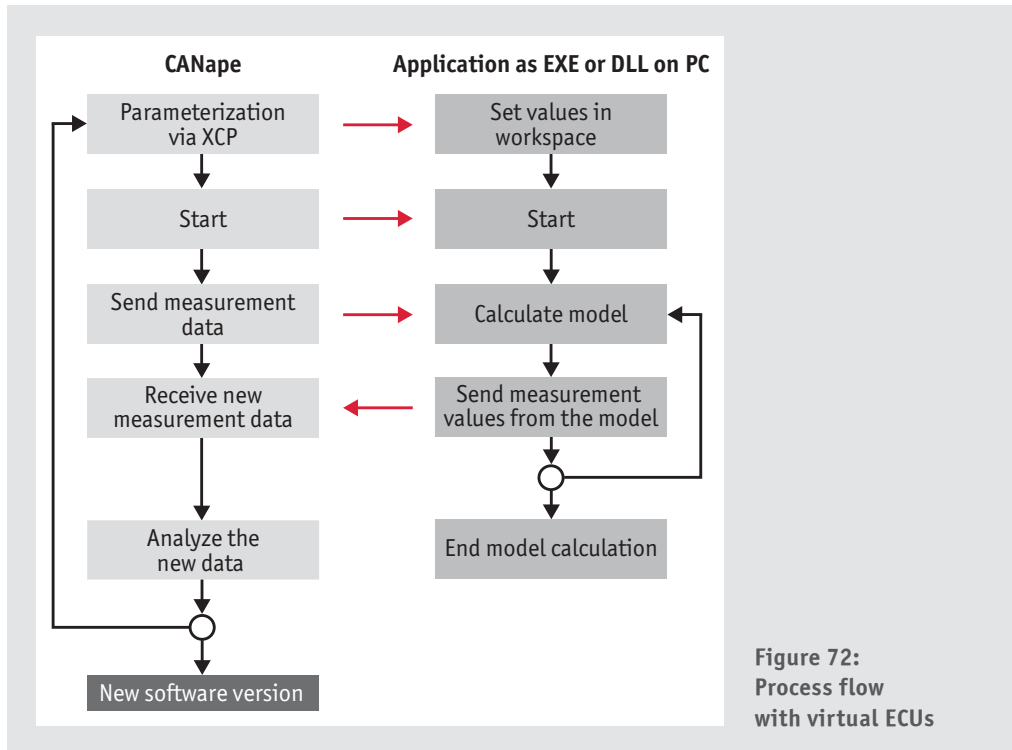 CANape
Parameterization
via XCP
Start
Send measurement
data
Receive new
measurement data
Analyze the
new data
New software version
Application as EXE or DLL on PC
Set values in
workspace
Start
Calculate model
Send measurement
values from the model
End model calculation
Figure 72:
Process flow
with virtual ECUs